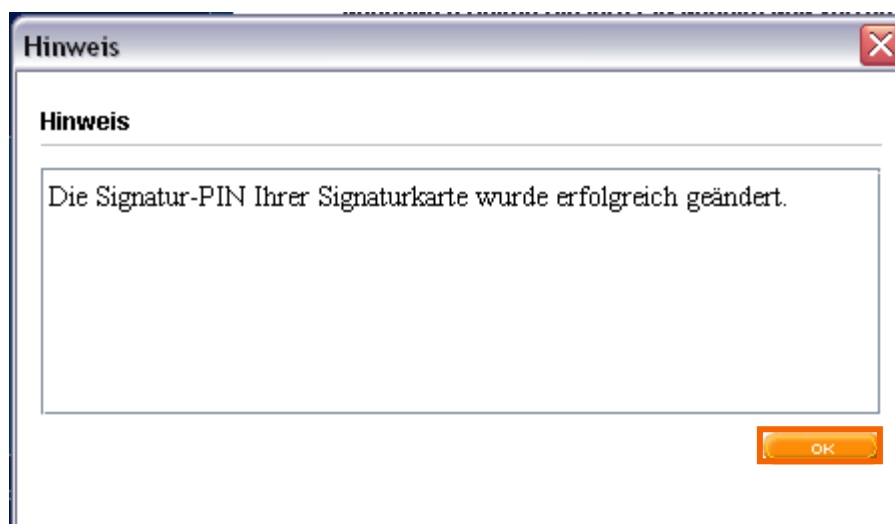 Hinweis
Hinweis
Die Signatur-PIN Ihrer Signaturkarte wurde erfolgreich geändert.
OK